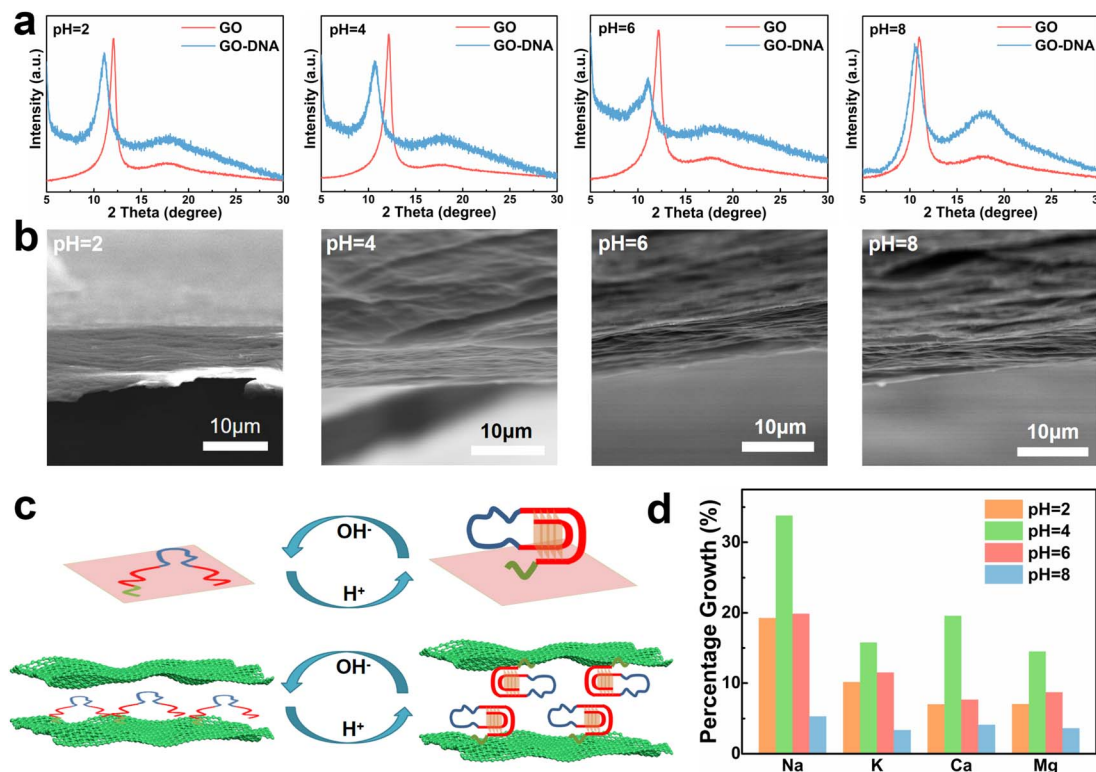 a
pH=2
GO
GO-DNA
Intensity (a.u.)
5 10 15 20 25 30
2 Theta (degree)
pH=4
GO
GO-DNA
Intensity (a.u.)
5 10 15 20 25 30
2 Theta (degree)
pH=6
GO
GO-DNA
Intensity (a.u.)
5 10 15 20 25 30
2 Theta (degree)
pH=8
GO
GO-DNA
Intensity (a.u.)
5 10 15 20 25 30
2 Theta (degree)
b
pH=2
10μm
pH=4
10μm
pH=6
10μm
pH=8
10μm
c
OH-
H+
OH-
H+
d
Percentage Growth (%)
30
20
10
0
pH=2
pH=4
pH=6
pH=8
Na K Ca Mg